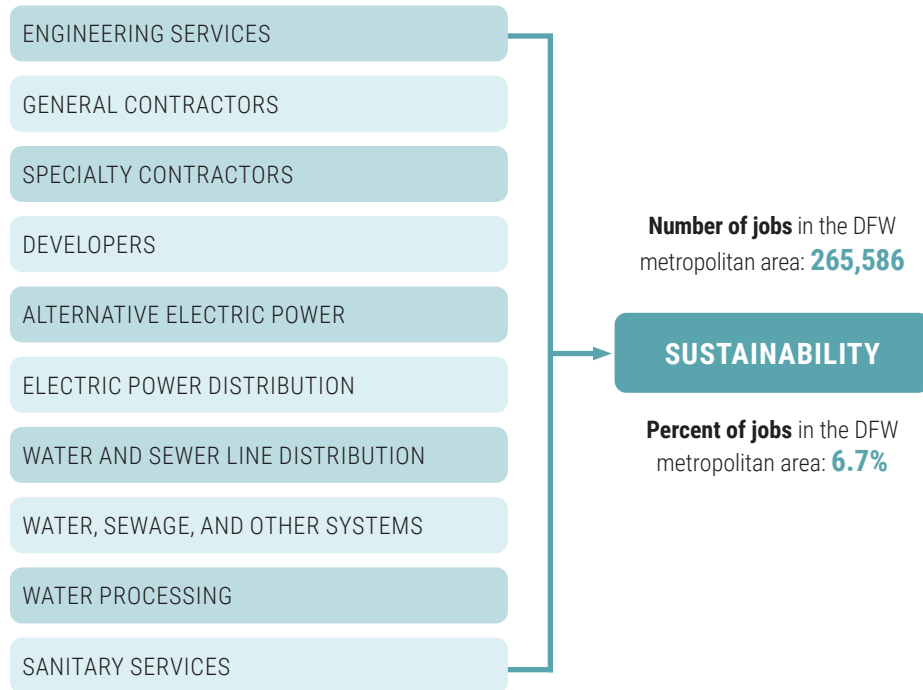 ENGINEERING SERVICES
GENERAL CONTRACTORS
SPECIALTY CONTRACTORS
DEVELOPERS
ALTERNATIVE ELECTRIC POWER
ELECTRIC POWER DISTRIBUTION
WATER AND SEWER LINE DISTRIBUTION
WATER, SEWAGE, AND OTHER SYSTEMS
WATER PROCESSING
SANITARY SERVICES
Number of jobs in the DFW
metropolitan area: 265,586
SUSTAINABILITY
Percent of jobs in the DFW
metropolitan area: 6.7%